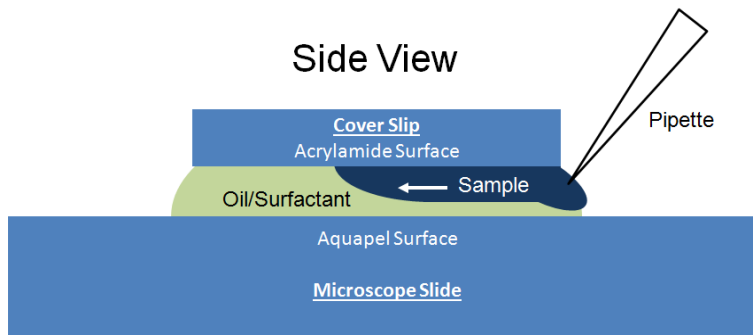 Side View
Cover Slip
Acrylamide Surface
Pipette
Sample
Oil/Surfactant
Aquapel Surface
Microscope Slide